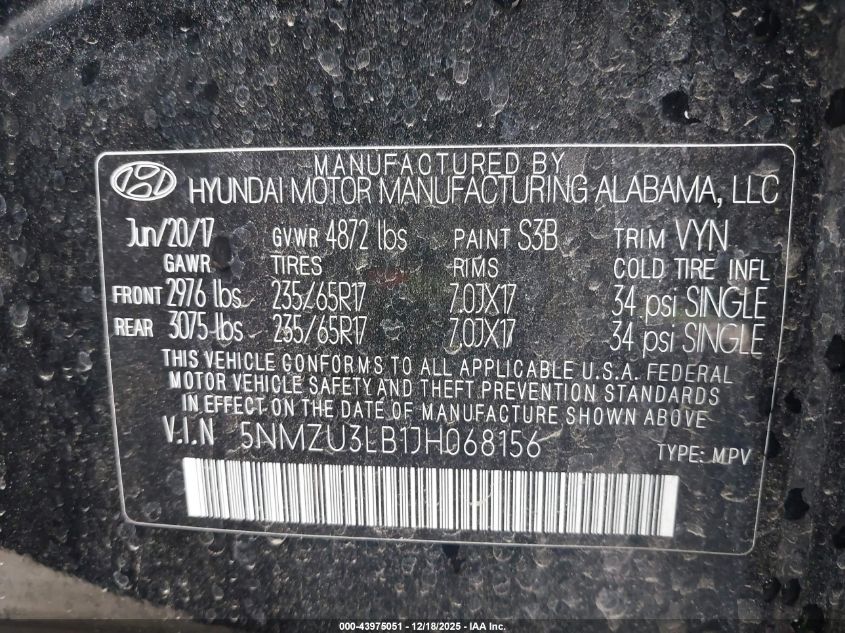 MANUFACTURED BY
HYUNDAI MOTOR MANUFACTURING ALABAMA, LLC
Jun/20/17 GVWR 4872 lbs PAINT S3B TRIM VYN
GAWR TIRES RIMS COLD TIRE INFL
FRONT 2976 lbs 235/65R17 7.0JX17 34 psi SINGLE
REAR 3075 lbs 235/65R17 7.0JX17 34 psi SINGLE
THIS VEHICLE CONFORMS TO ALL APPLICABLE U.S.A. FEDERAL
MOTOR VEHICLE SAFETY AND THEFT PREVENTION STANDARDS
IN EFFECT ON THE DATE OF MANUFACTURE SHOWN ABOVE
V.I.N 5NMZU3LB1JH068156 TYPE: MPV
000-43975051 - 12/18/2025 - IAA Inc.